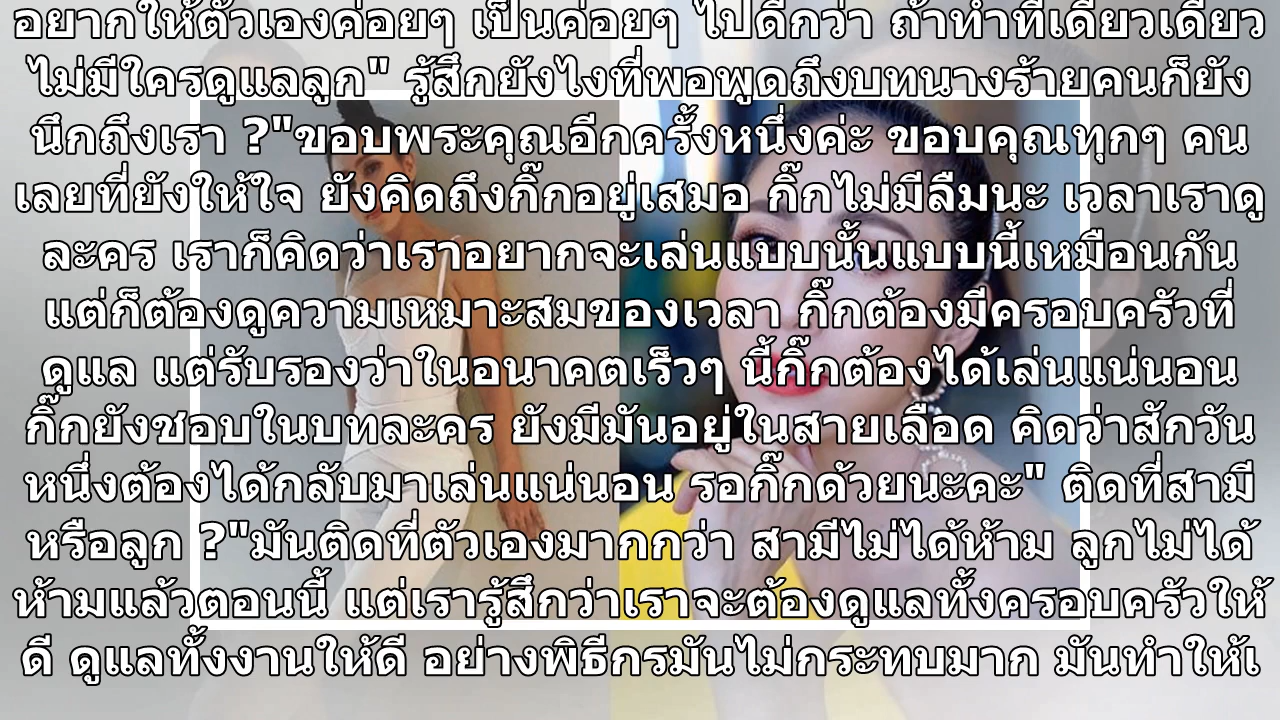 อยากให้ตัวเองค่อยๆ เป็นค่อยๆ ไปดีกว่า ถ้าทำทีเดียวเดี๋ยว
ไม่มีใครดูแลลูก" รู้สึกยังไงที่พอพูดถึงบทนางร้ายคนก็ยัง
นึกถึงเรา ?"ขอบพระคุณอีกครั้งหนึ่งค่ะ ขอบคุณทุกๆ คน
เลยที่ยังให้ใจ ยังคิดถึงกิ๊กอยู่เสมอ กิ๊กไม่มีลืมนะ เวลาเราดู
ละคร เราก็คิดว่าเราอยากจะเล่นแบบนั้นแบบนี้เหมือนกัน
แต่ก็ต้องดูความเหมาะสมของเวลา กิ๊กต้องมีครอบครัวที่
ดูแล แต่รับรองว่าในอนาคตเร็วๆ นี้กิ๊กต้องได้เล่นแน่นอน
กิ๊กยังชอบในบทละคร ยังมีมันอยู่ในสายเลือด คิดว่าสักวัน
หนึ่งต้องได้กลับมาเล่นแน่นอน รอกิ๊กด้วยนะคะ" ติดที่สามี
หรือลูก ?"มันติดที่ตัวเองมากกว่า สามีไม่ได้ห้าม ลูกไม่ได้
ห้ามแล้วตอนนี้ แต่เรารู้สึกว่าเราจะต้องดูแลทั้งครอบครัวให้
ดี ดูแลทั้งงานให้ดี อย่างพิธีกรมันไม่กระทบมาก มันทำให้เ